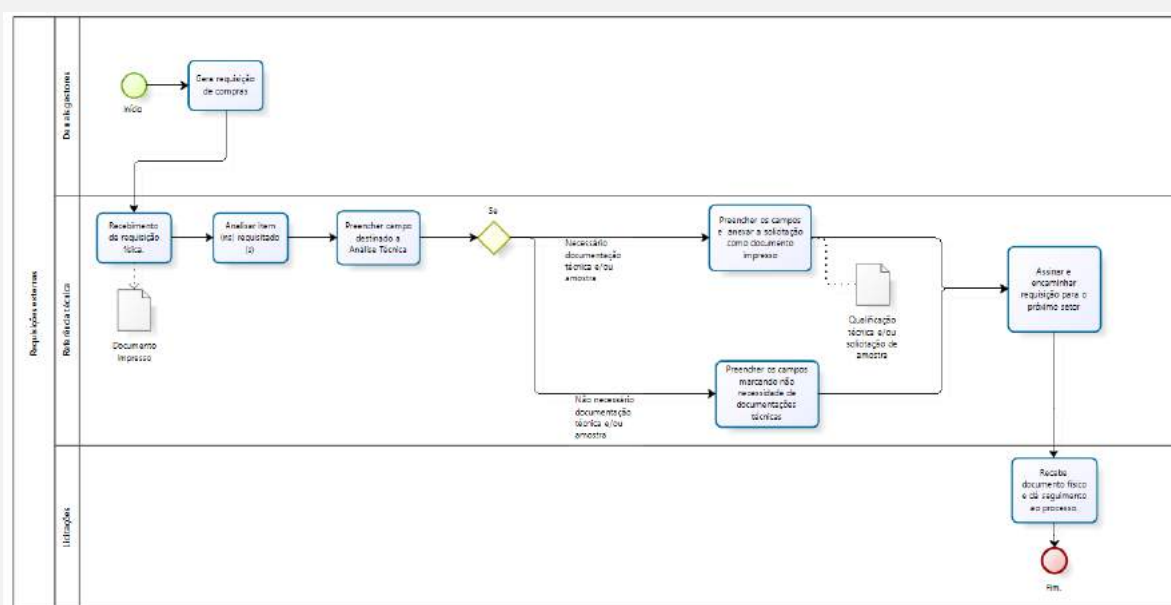 Requisições externas
Demais gestores
Início
Gera requisição
de compras
Referência técnica
Recebimento
da requisição
física.
Documento
Impresso
Analisar item
(ns) requisitado
(s)
Preencher campo
destinado a
Análise Técnica
Se
Necessário
documentação
técnica e/ou
amostra
Não necessário
documentação
técnica e/ou
amostra
Preencher os campos
e anexar a solicitação
como documento
impresso
Qualificação
técnica e/ou
solicitação de
amostra
Preencher os campos
marcando não
necessidade de
documentações
técnicas
Assinar e
encaminhar
requisição para o
próximo setor
Licitações
Recebe
documento físico
e dá seguimento
ao processo
Fim.